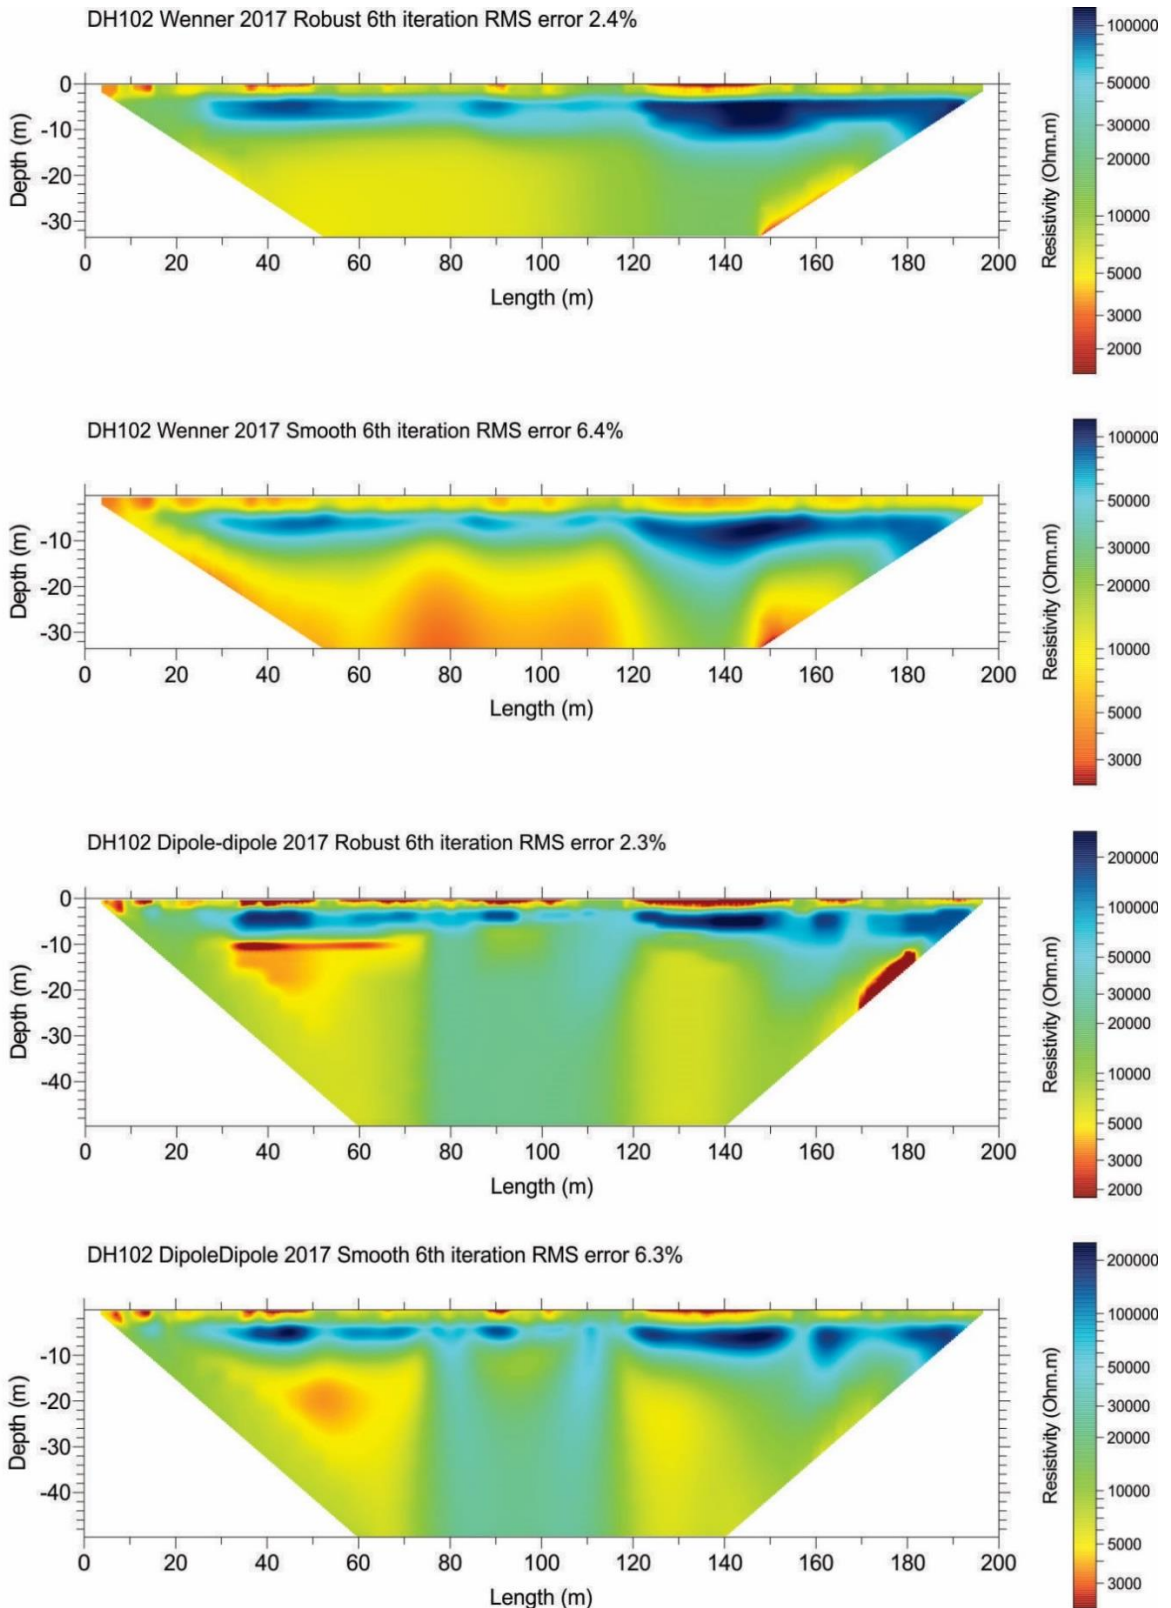 DH102 Wenner 2017 Robust 6th iteration RMS error 2.4%
0
-10
-20
-30
Depth (m)
0 20 40 60 80 100 120 140 160 180 200
Length (m)
100000
50000
30000
20000
10000
5000
3000
2000
Resistivity (Ohm.m)
DH102 Wenner 2017 Smooth 6th iteration RMS error 6.4%
0
-10
-20
-30
Depth (m)
0 20 40 60 80 100 120 140 160 180 200
Length (m)
100000
50000
30000
20000
10000
5000
3000
Resistivity (Ohm.m)
DH102 Dipole-dipole 2017 Robust 6th iteration RMS error 2.3%
0
-10
-20
-30
-40
Depth (m)
0 20 40 60 80 100 120 140 160 180 200
Length (m)
200000
100000
50000
30000
20000
10000
5000
3000
2000
Resistivity (Ohm.m)
DH102 DipoleDipole 2017 Smooth 6th iteration RMS error 6.3%
0
-10
-20
-30
-40
Depth (m)
0 20 40 60 80 100 120 140 160 180 200
Length (m)
200000
100000
50000
30000
20000
10000
5000
3000
Resistivity (Ohm.m)